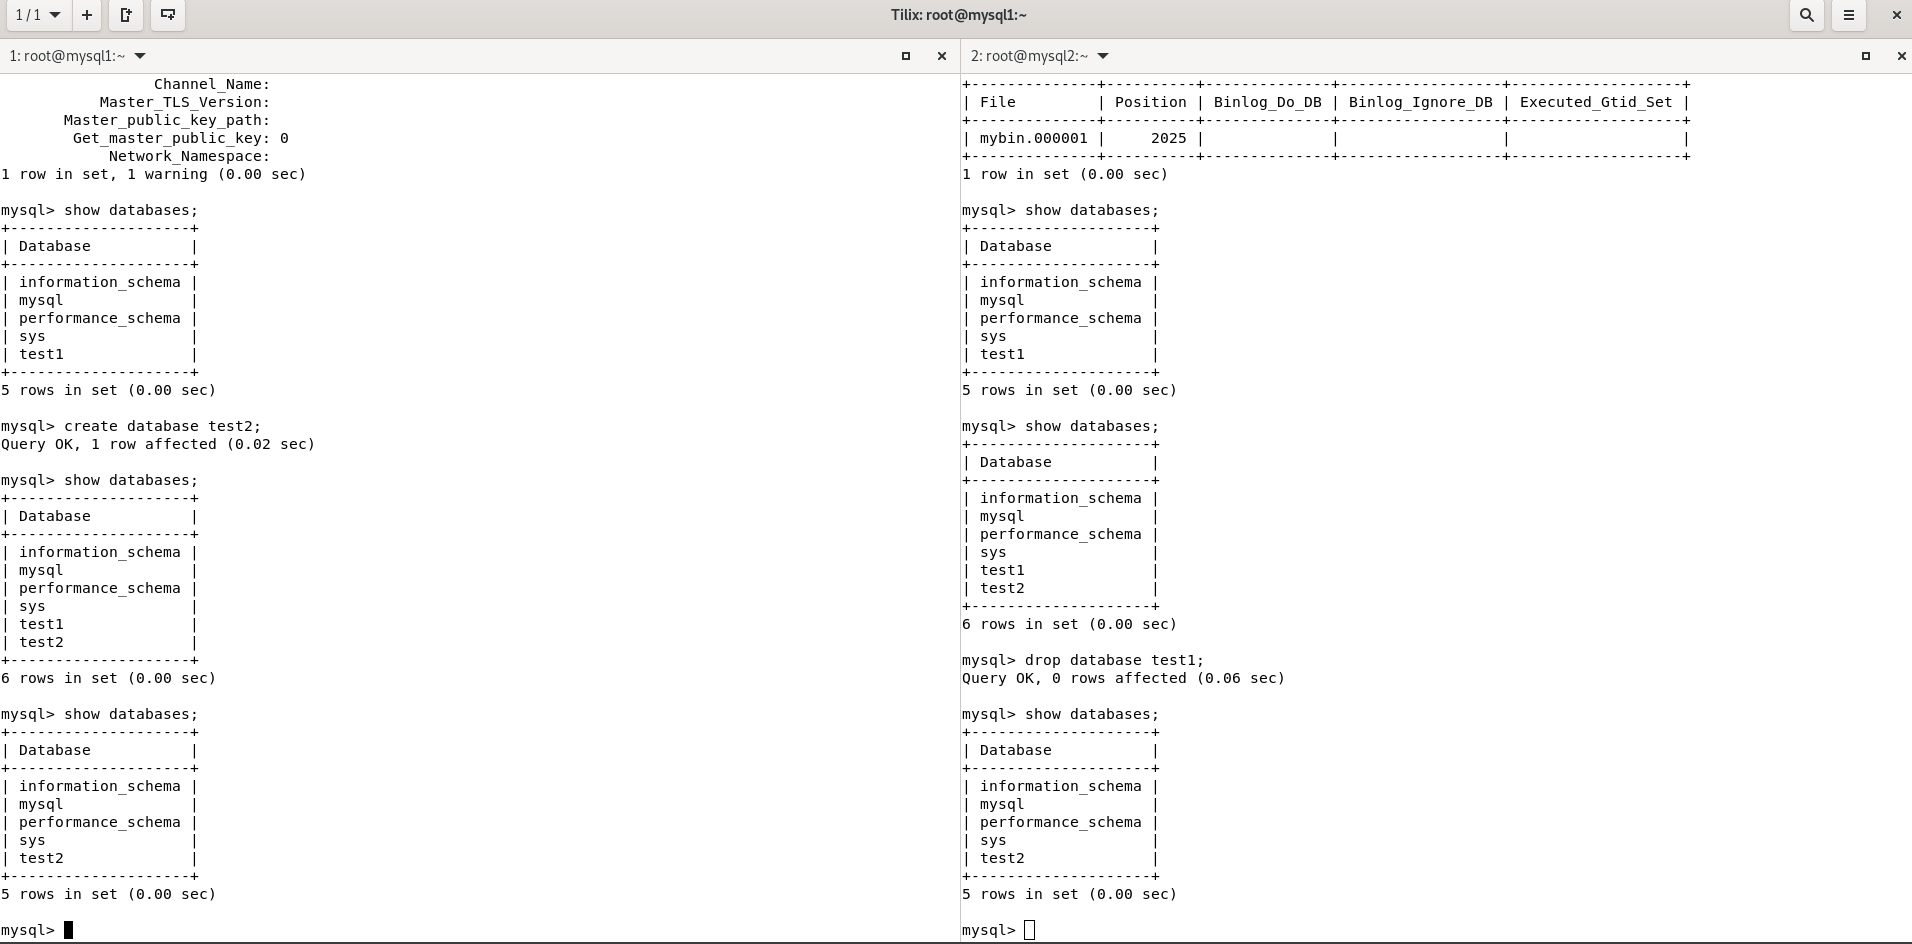 1 / 1
Tilix: root@mysql1:~
1: root@mysql1:~
                 Channel_Name:
           Master_TLS_Version:
       Master_public_key_path:
        Get_master_public_key: 0
            Network_Namespace:
1 row in set, 1 warning (0.00 sec)

mysql> show databases;
+--------------------+
| Database           |
+--------------------+
| information_schema |
| mysql              |
| performance_schema |
| sys                |
| test1              |
+--------------------+
5 rows in set (0.00 sec)

mysql> create database test2;
Query OK, 1 row affected (0.02 sec)

mysql> show databases;
+--------------------+
| Database           |
+--------------------+
| information_schema |
| mysql              |
| performance_schema |
| sys                |
| test1              |
| test2              |
+--------------------+
6 rows in set (0.00 sec)

mysql> show databases;
+--------------------+
| Database           |
+--------------------+
| information_schema |
| mysql              |
| performance_schema |
| sys                |
| test2              |
+--------------------+
5 rows in set (0.00 sec)

mysql>
2: root@mysql2:~
+--------------+----------+--------------+------------------+-------------------+
| File         | Position | Binlog_Do_DB | Binlog_Ignore_DB | Executed_Gtid_Set |
+--------------+----------+--------------+------------------+-------------------+
| mybin.000001 |     2025 |              |                  |                   |
+--------------+----------+--------------+------------------+-------------------+
1 row in set (0.00 sec)

mysql> show databases;
+--------------------+
| Database           |
+--------------------+
| information_schema |
| mysql              |
| performance_schema |
| sys                |
| test1              |
+--------------------+
5 rows in set (0.00 sec)

mysql> show databases;
+--------------------+
| Database           |
+--------------------+
| information_schema |
| mysql              |
| performance_schema |
| sys                |
| test1              |
| test2              |
+--------------------+
6 rows in set (0.00 sec)

mysql> drop database test1;
Query OK, 0 rows affected (0.06 sec)

mysql> show databases;
+--------------------+
| Database           |
+--------------------+
| information_schema |
| mysql              |
| performance_schema |
| sys                |
| test2              |
+--------------------+
5 rows in set (0.00 sec)

mysql>